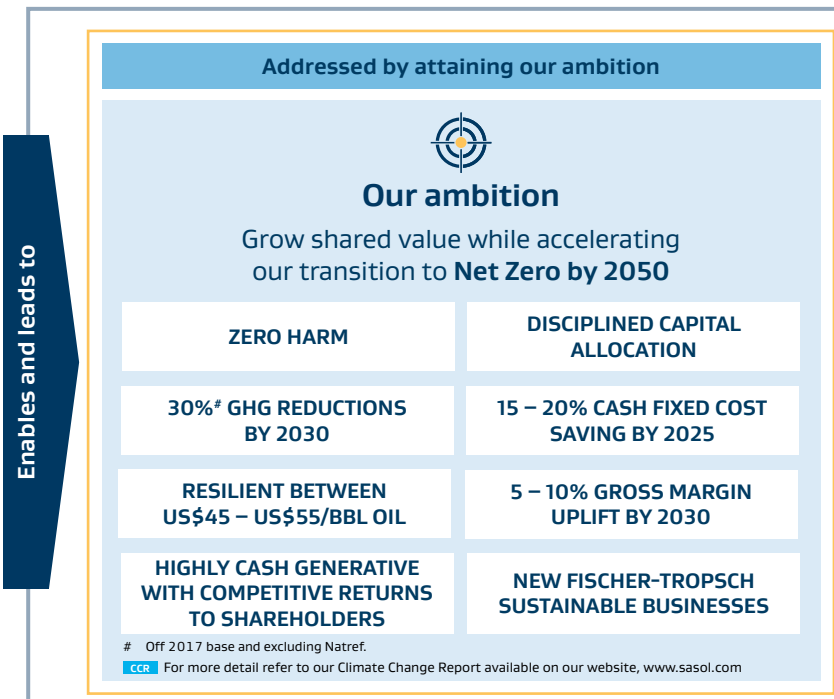 Addressed by attaining our ambition
Enables and leads to
Our ambition
Grow shared value while accelerating
our transition to Net Zero by 2050
ZERO HARM
DISCIPLINED CAPITAL
ALLOCATION
30%# GHG REDUCTIONS
BY 2030
15 – 20% CASH FIXED COST
SAVING BY 2025
RESILIENT BETWEEN
US$45 – US$55/BBL OIL
5 – 10% GROSS MARGIN
UPLIFT BY 2030
HIGHLY CASH GENERATIVE
WITH COMPETITIVE RETURNS
TO SHAREHOLDERS
NEW FISCHER-TROPSCH
SUSTAINABLE BUSINESSES
# Off 2017 base and excluding Natref.
CCR For more detail refer to our Climate Change Report available on our website, www.sasol.com